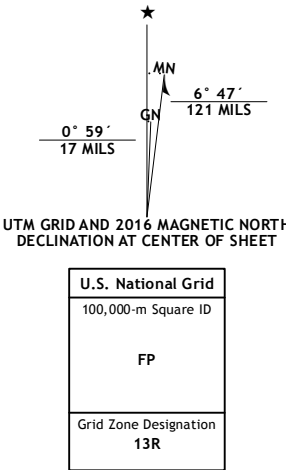 ★
MN
GN
6° 47´
121 MILS
0° 59´
17 MILS
UTM GRID AND 2016 MAGNETIC NORTH
DECLINATION AT CENTER OF SHEET
U.S. National Grid
100,000-m Square ID
FP
Grid Zone Designation
13R